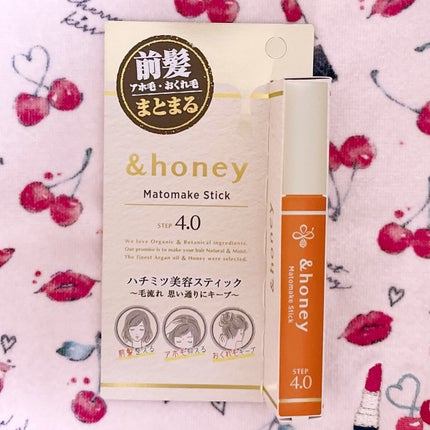 前髪
アホ毛・おくれ毛
まとまる
&honey
Matomake Stick
STEP 4.0
We love Organic & Botanical ingredients.
Our promise is to make your hair Natural & Moist.
The finest Argan oil & Honey were selected.
ハチミツ美容スティック
～毛流れ 思い通りにキープ～
前髪整える
アホ毛抑える
おくれ毛キープ
&honey
&honey
Matomake Stick
STEP
4.0
cherry
kiss